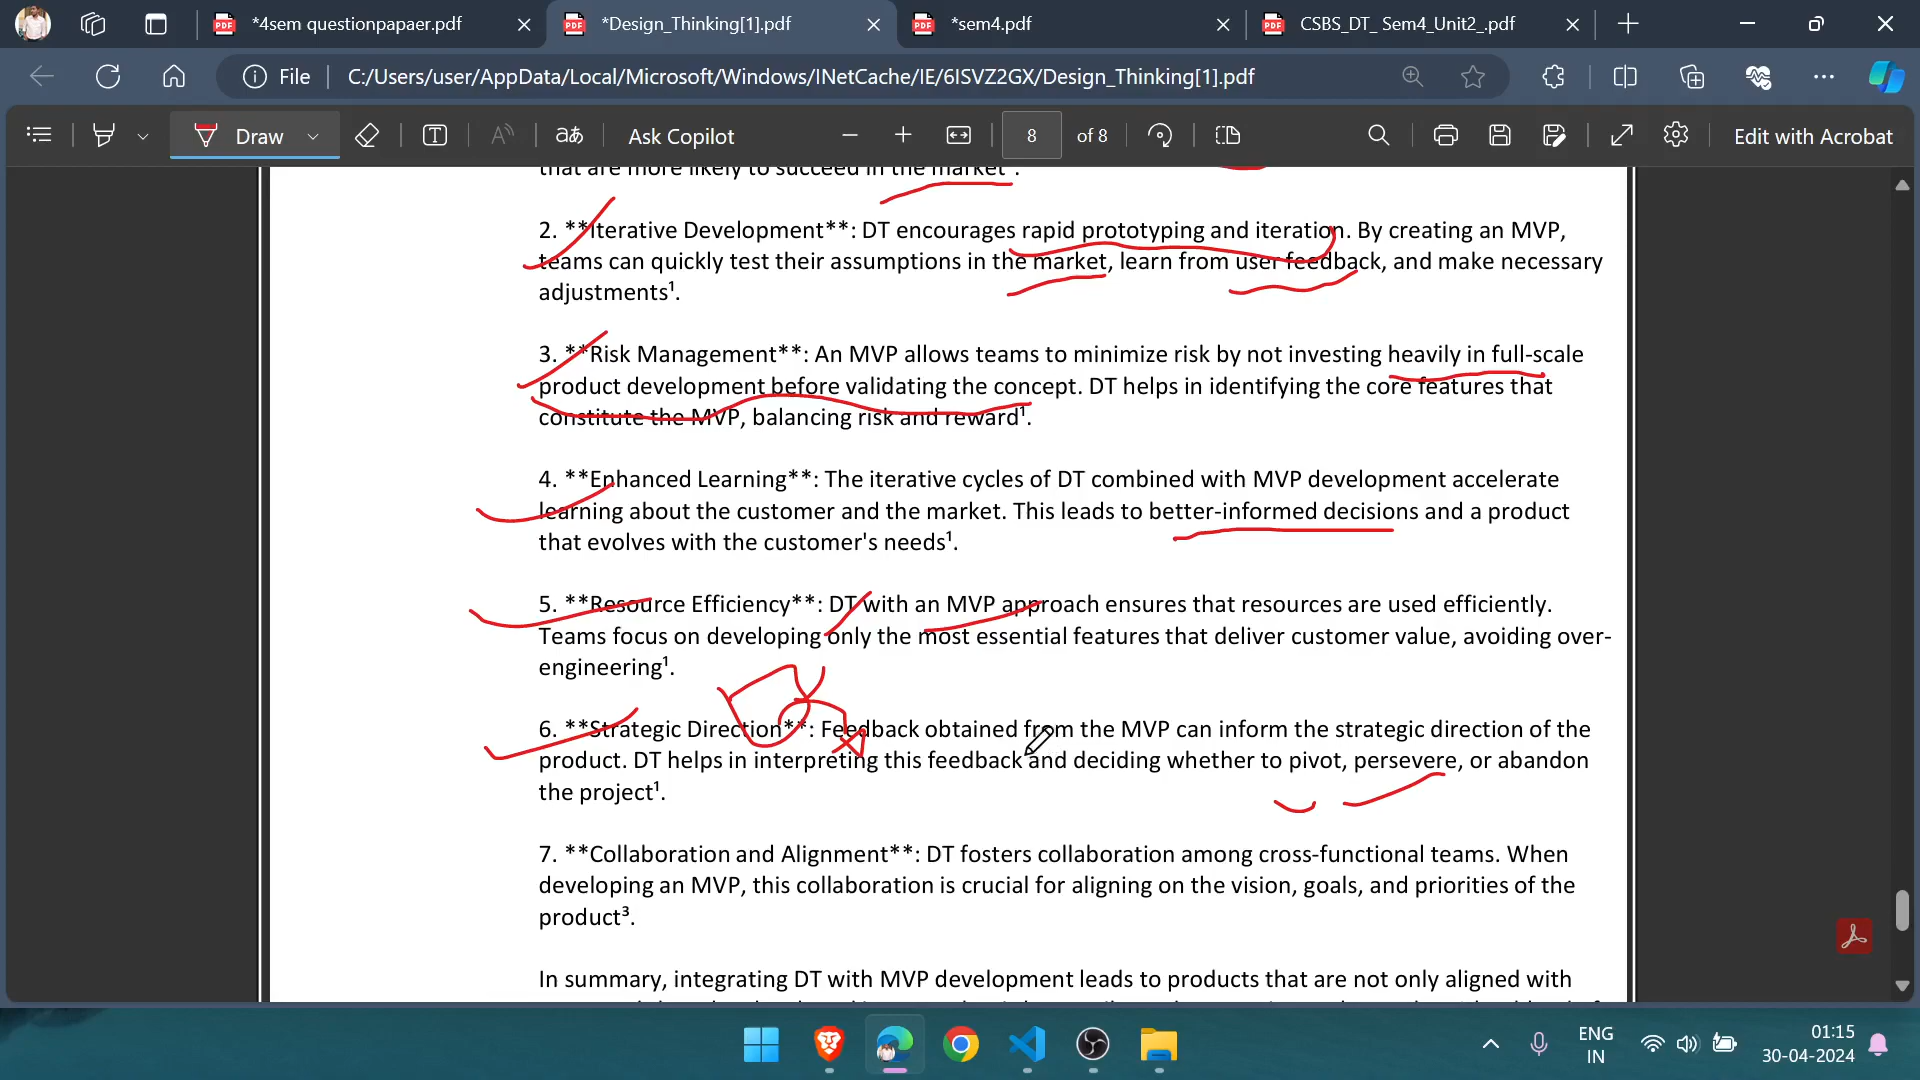 *4sem questionpapaer.pdf
*Design_Thinking[1].pdf
*sem4.pdf
CSBS_DT_ Sem4_Unit2_.pdf
File
C:/Users/user/AppData/Local/Microsoft/Windows/INetCache/IE/6ISVZ2GX/Design_Thinking[1].pdf
Draw
Ask Copilot
8
of 8
Edit with Acrobat
that are more likely to succeed in the market¹.
2. **Iterative Development**: DT encourages rapid prototyping and iteration. By creating an MVP,
teams can quickly test their assumptions in the market, learn from user feedback, and make necessary
adjustments¹.
3. **Risk Management**: An MVP allows teams to minimize risk by not investing heavily in full-scale
product development before validating the concept. DT helps in identifying the core features that
constitute the MVP, balancing risk and reward¹.
4. **Enhanced Learning**: The iterative cycles of DT combined with MVP development accelerate
learning about the customer and the market. This leads to better-informed decisions and a product
that evolves with the customer's needs¹.
5. **Resource Efficiency**: DT with an MVP approach ensures that resources are used efficiently.
Teams focus on developing only the most essential features that deliver customer value, avoiding over-
engineering¹.
6. **Strategic Direction**: Feedback obtained from the MVP can inform the strategic direction of the
product. DT helps in interpreting this feedback and deciding whether to pivot, persevere, or abandon
the project¹.
7. **Collaboration and Alignment**: DT fosters collaboration among cross-functional teams. When
developing an MVP, this collaboration is crucial for aligning on the vision, goals, and priorities of the
product³.
In summary, integrating DT with MVP development leads to products that are not only aligned with
ENG
IN
01:15
30-04-2024